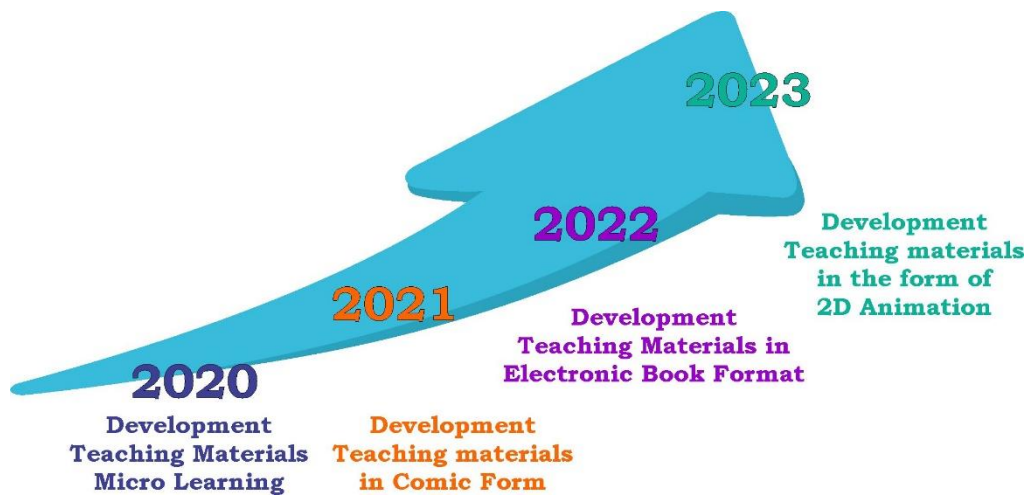 2020
Development
Teaching Materials
Micro Learning
2021
Development
Teaching materials
in Comic Form
2022
Development
Teaching Materials in
Electronic Book Format
2023
Development
Teaching materials
in the form of
2D Animation